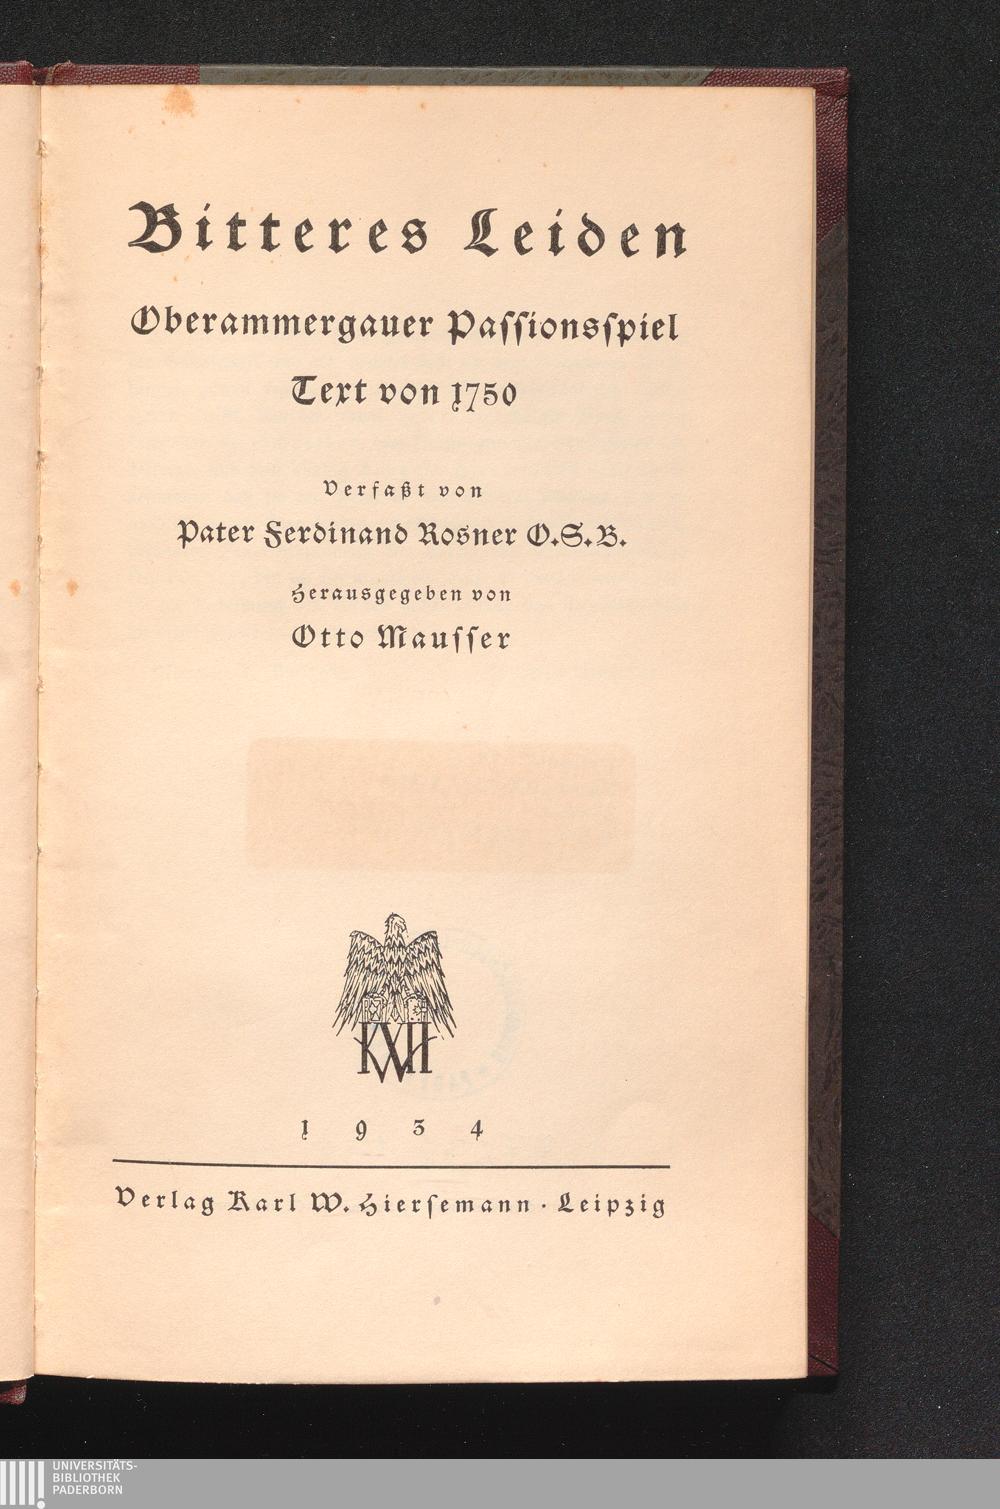 Bitteres Leiden
Oberammergauer Paſſionsſpiel
Text von 1750
Verfaßt von
Pater Ferdinand Rosner O.S.B.
Herausgegeben von
Otto Mauſſer
KWH
1934
Verlag Karl W. Hierſemann · Leipzig
UNIVERSITÄTS-
BIBLIOTHEK
PADERBORN